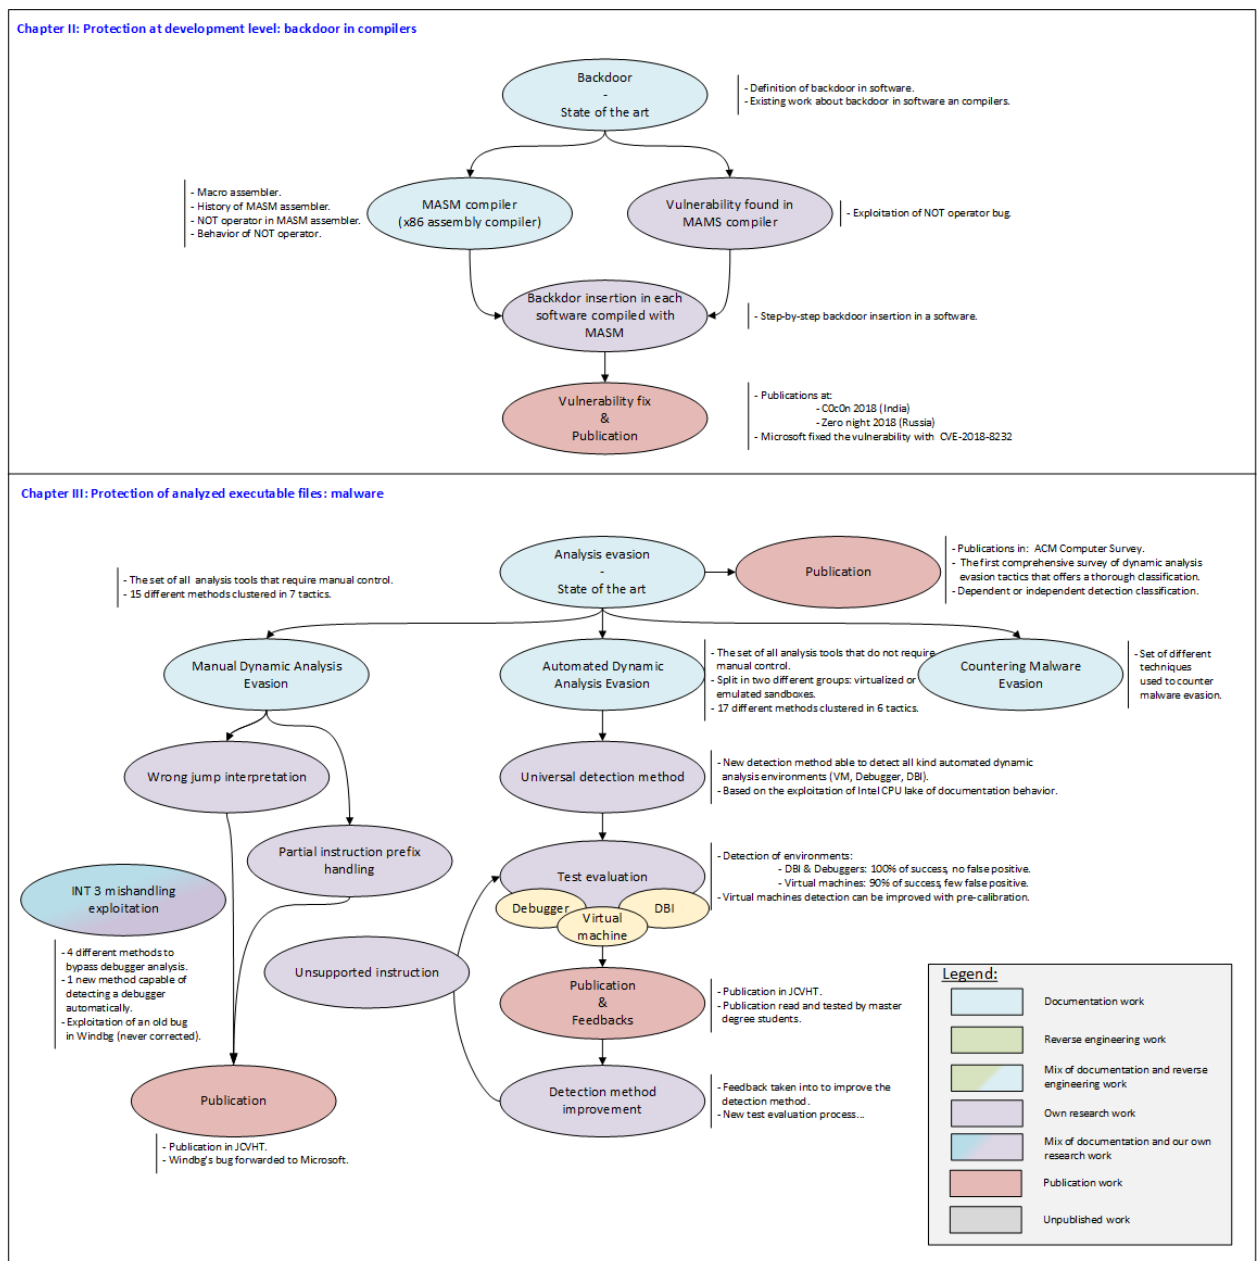 Chapter II: Protection at development level: backdoor in compilers
Backdoor
-
State of the art
- Definition of backdoor in software.
- Existing work about backdoor in software an compilers.
- Macro assembler.
- History of MASM assembler.
- NOT operator in MASM assembler.
- Behavior of NOT operator.
MASM compiler
(x86 assembly compiler)
Vulnerability found in
MAMS compiler
- Exploitation of NOT operator bug.
Backkdor insertion in each
software compiled with
MASM
- Step-by-step backdoor insertion in a software.
Vulnerability fix
&
Publication
- Publications at:
- C0c0n 2018 (India)
- Zero night 2018 (Russia)
- Microsoft fixed the vulnerability with CVE-2018-8232
Chapter III: Protection of analyzed executable files: malware
Analysis evasion
-
State of the art
Publication
- Publications in: ACM Computer Survey.
- The first comprehensive survey of dynamic analysis
evasion tactics that offers a thorough classification.
- Dependent or independent detection classification.
- The set of all analysis tools that require manual control.
- 15 different methods clustered in 7 tactics.
Manual Dynamic Analysis
Evasion
Automated Dynamic
Analysis Evasion
- The set of all analysis tools that do not require
manual control.
- Split in two different groups: virtualized or
emulated sandboxes.
- 17 different methods clustered in 6 tactics.
Countering Malware
Evasion
- Set of different
techniques
used to counter
malware evasion.
Wrong jump interpretation
Universal detection method
- New detection method able to detect all kind automated dynamic
analysis environments (VM, Debugger, DBI).
- Based on the exploitation of Intel CPU lake of documentation behavior.
Partial instruction prefix
handling
Test evaluation
Debugger
Virtual
machine
DBI
- Detection of environments:
- DBI & Debuggers: 100% of success, no false positive.
- Virtual machines: 90% of success, few false positive.
- Virtual machines detection can be improved with pre-calibration.
INT 3 mishandling
exploitation
- 4 different methods to
bypass debugger analysis.
- 1 new method capable of
detecting a debugger
automatically.
- Exploitation of an old bug
in Windbg (never corrected).
Unsupported instruction
Publication
&
Feedbacks
- Publication in JCVHT.
- Publication read and tested by master
degree students.
Publication
- Publication in JCVHT.
- Windbg's bug forwarded to Microsoft.
Detection method
improvement
- Feedback taken into to improve the
detection method.
- New test evaluation process...
Legend:
Documentation work
Reverse engineering work
Mix of documentation and reverse
engineering work
Own research work
Mix of documentation and our own
research work
Publication work
Unpublished work